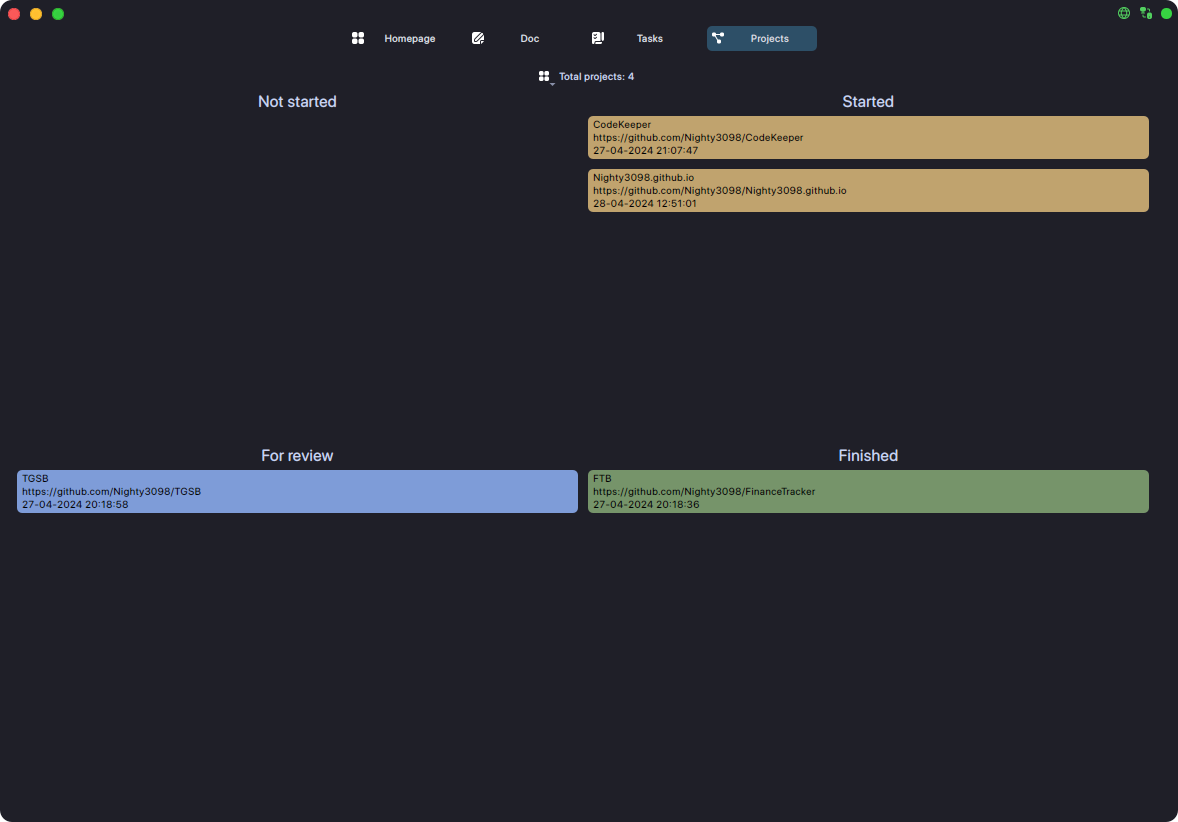 Homepage
Doc
Tasks
Projects
Total projects: 4
Not started
Started
CodeKeeper
https://github.com/Nighty3098/CodeKeeper
27-04-2024 21:07:47
Nighty3098.github.io
https://github.com/Nighty3098/Nighty3098.github.io
28-04-2024 12:51:01
For review
Finished
TGSB
https://github.com/Nighty3098/TGSB
27-04-2024 20:18:58
FTB
https://github.com/Nighty3098/FinanceTracker
27-04-2024 20:18:36